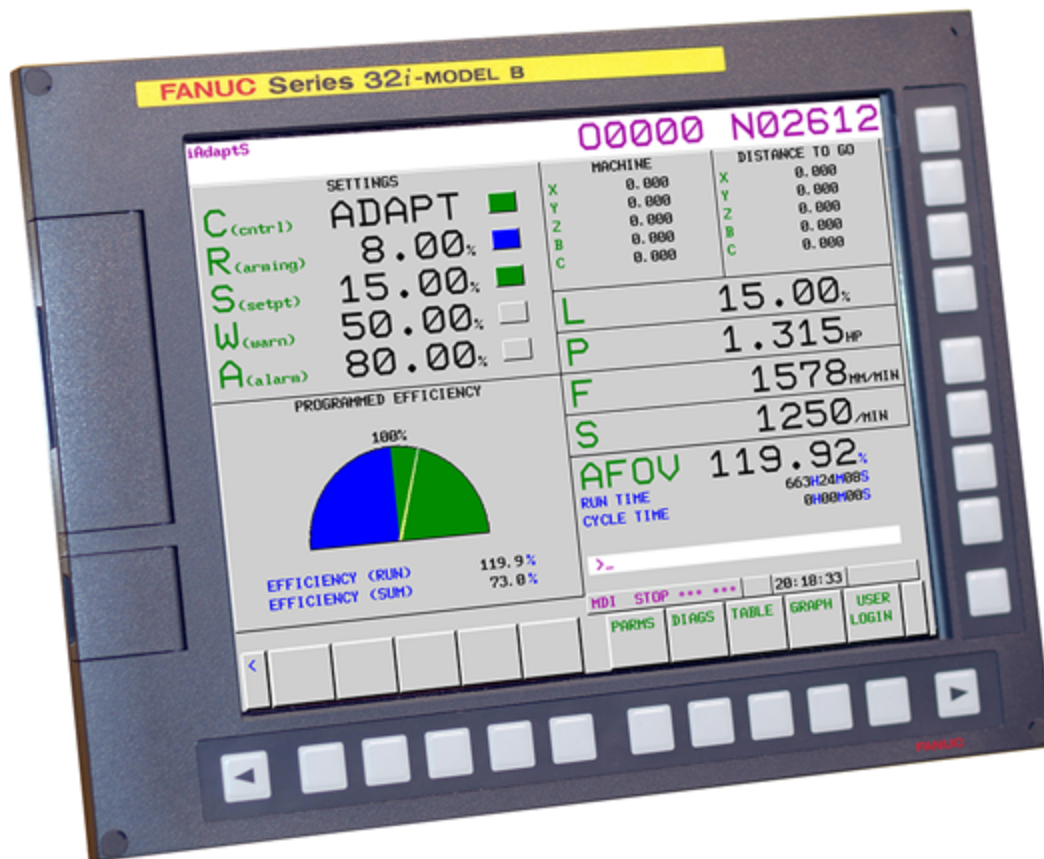 FANUC Series 32i-MODEL B
iAdaptS
O0000 N02612
SETTINGS
C(cntrl) ADAPT
R(arming) 8.00%
S(setpt) 15.00%
W(warn) 50.00%
A(alarm) 80.00%
MACHINE
X 0.000
Y 0.000
Z 0.000
B 0.000
C 0.000
DISTANCE TO GO
X 0.000
Y 0.000
Z 0.000
B 0.000
C 0.000
L 15.00%
P 1.315HP
F 1578MM/MIN
S 1250/MIN
AFOV 119.92%
RUN TIME 663H24M08S
CYCLE TIME 0H00M00S
PROGRAMMED EFFICIENCY
100%
EFFICIENCY (RUN) 119.9%
EFFICIENCY (SUM) 73.0%
>_
MDI STOP *** *** 20:18:33
< PARMS DIAGS TABLE GRAPH USER
LOGIN
FANUC